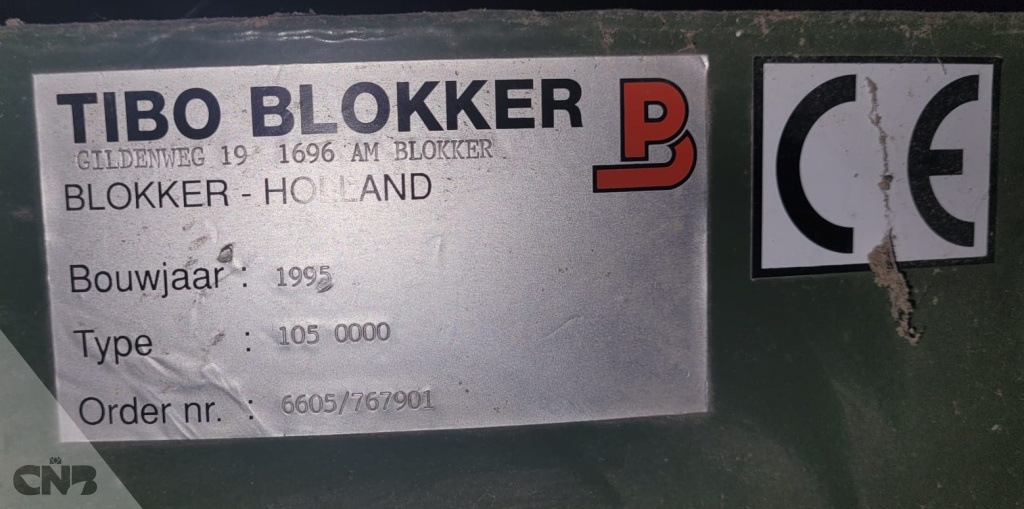 TIBO BLOKKER
GILDENWEG 19 1696 AM BLOKKER
BLOKKER - HOLLAND
Bouwjaar : 1995
Type : 105 0000
Order nr. : 6605/767901
PB
CE
CNB